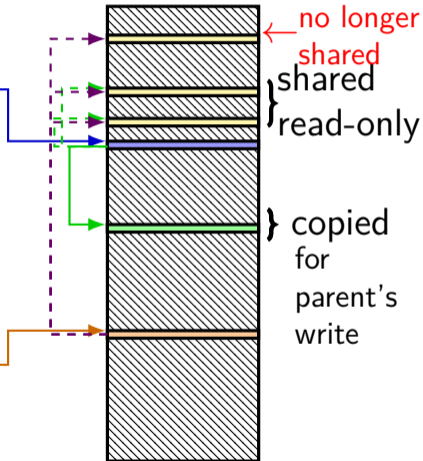 no longer
shared
shared
read-only
copied
for
parent's
write